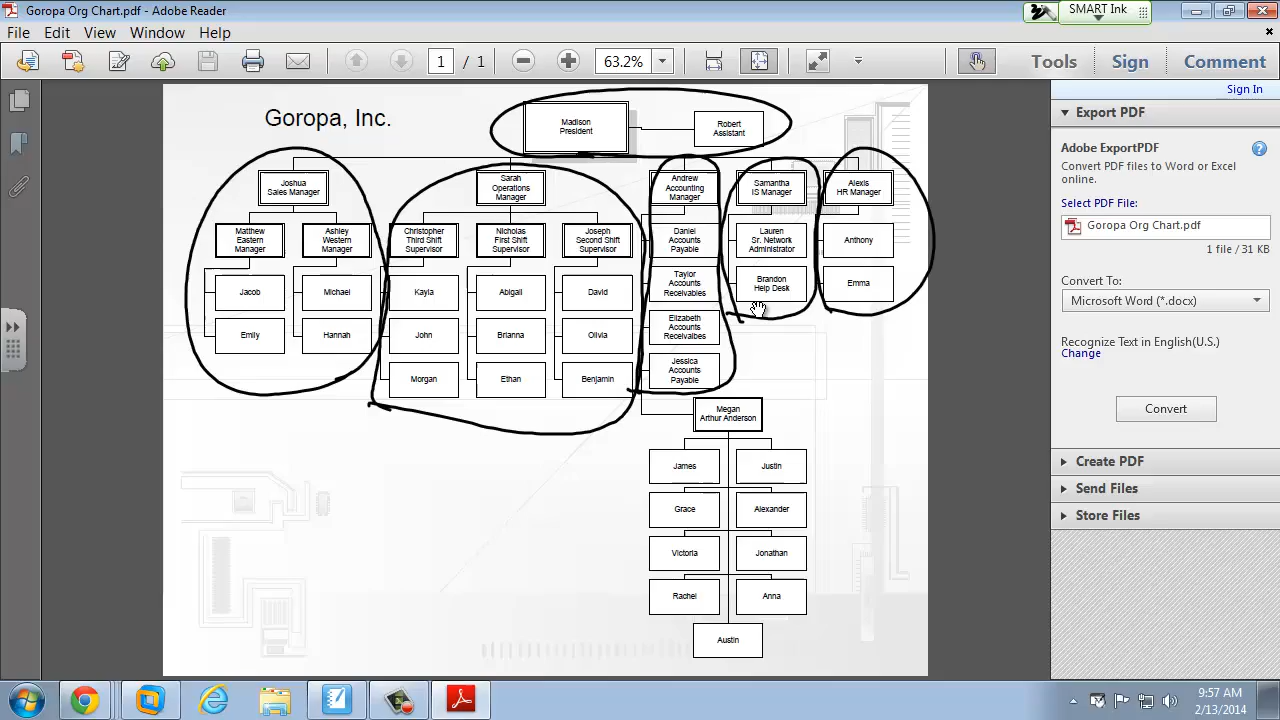 Goropa Org Chart.pdf - Adobe Reader
SMART Ink
File Edit View Window Help
1 / 1
63.2%
Tools
Sign
Comment
Sign In
Goropa, Inc.
Madison
President
Robert
Assistant
Joshua
Sales Manager
Sarah
Operations
Manager
Andrew
Accounting
Manager
Samantha
IS Manager
Alexis
HR Manager
Matthew
Eastern
Manager
Ashley
Western
Manager
Christopher
Third Shift
Supervisor
Nicholas
First Shift
Supervisor
Joseph
Second Shift
Supervisor
Daniel
Accounts
Payable
Lauren
Sr. Network
Administrator
Anthony
Jacob
Michael
Kayla
Abigail
David
Taylor
Accounts
Receivables
Brandon
Help Desk
Emma
Emily
Hannah
John
Brianna
Olivia
Elizabeth
Accounts
Receivalbes
Morgan
Ethan
Benjamin
Jessica
Accounts
Payable
Megan
Arthur Anderson
James
Justin
Grace
Alexander
Victoria
Jonathan
Rachel
Anna
Austin
Export PDF
Adobe ExportPDF
Convert PDF files to Word or Excel
online.
Select PDF File:
Goropa Org Chart.pdf
1 file / 31 KB
Convert To:
Microsoft Word (*.docx)
Recognize Text in English(U.S.)
Change
Convert
Create PDF
Send Files
Store Files
9:57 AM
2/13/2014